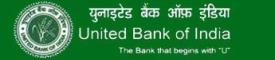 यूनाइटेड बैंक ऑफ़ इंडिया
United Bank of India
The Bank that begins with "U"